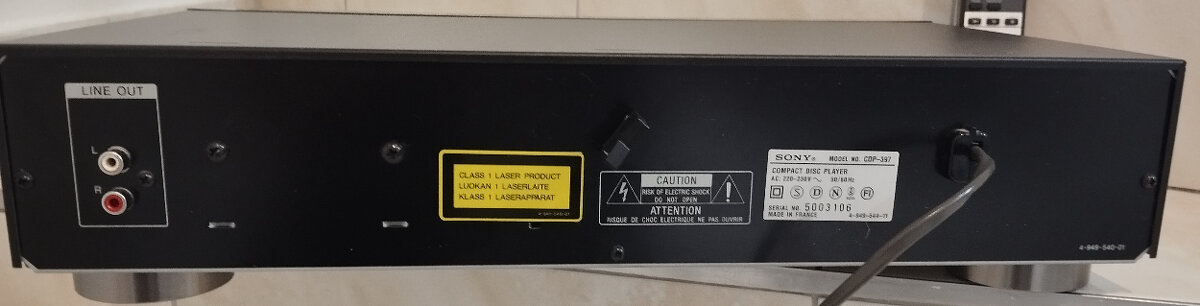 LINE OUT
L
R
CLASS 1 LASER PRODUCT
LUOKAN 1 LASERLAITE
KLASS 1 LASERAPPARAT
CAUTION
RISK OF ELECTRIC SHOCK
DO NOT OPEN
ATTENTION
RISQUE DE CHOC ELECTRIQUE NE PAS OUVRIR
SONY® MODEL NO. CDP-397
COMPACT DISC PLAYER
AC: 220-230V ~ 50/60Hz
S D N S FI
SERIAL NO. 5003106
MADE IN FRANCE 4-949-544-11
4-949-540-01